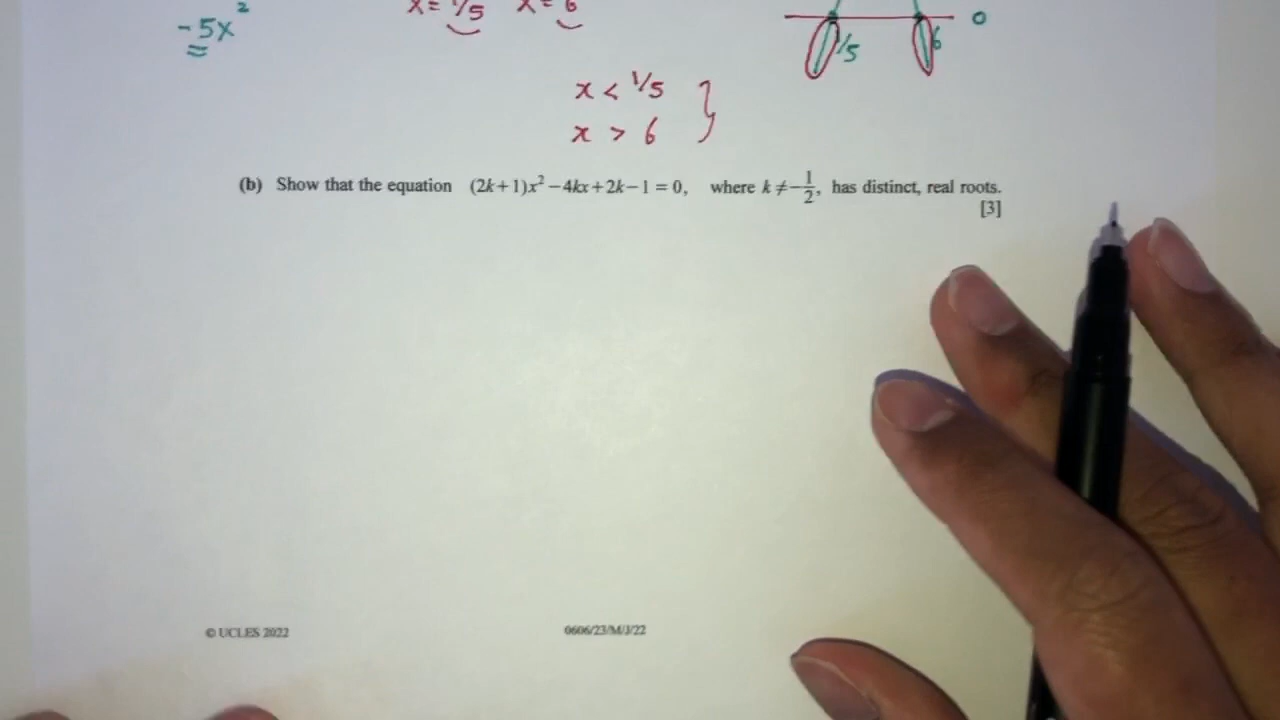 -5x² x = 1/5 x = 6
1/5 6 0
x < 1/5
x > 6 }
(b) Show that the equation (2k+1)x² − 4kx + 2k − 1 = 0, where k ≠ −1/2, has distinct, real roots.
[3]
© UCLES 2022 0606/23/M/J/22